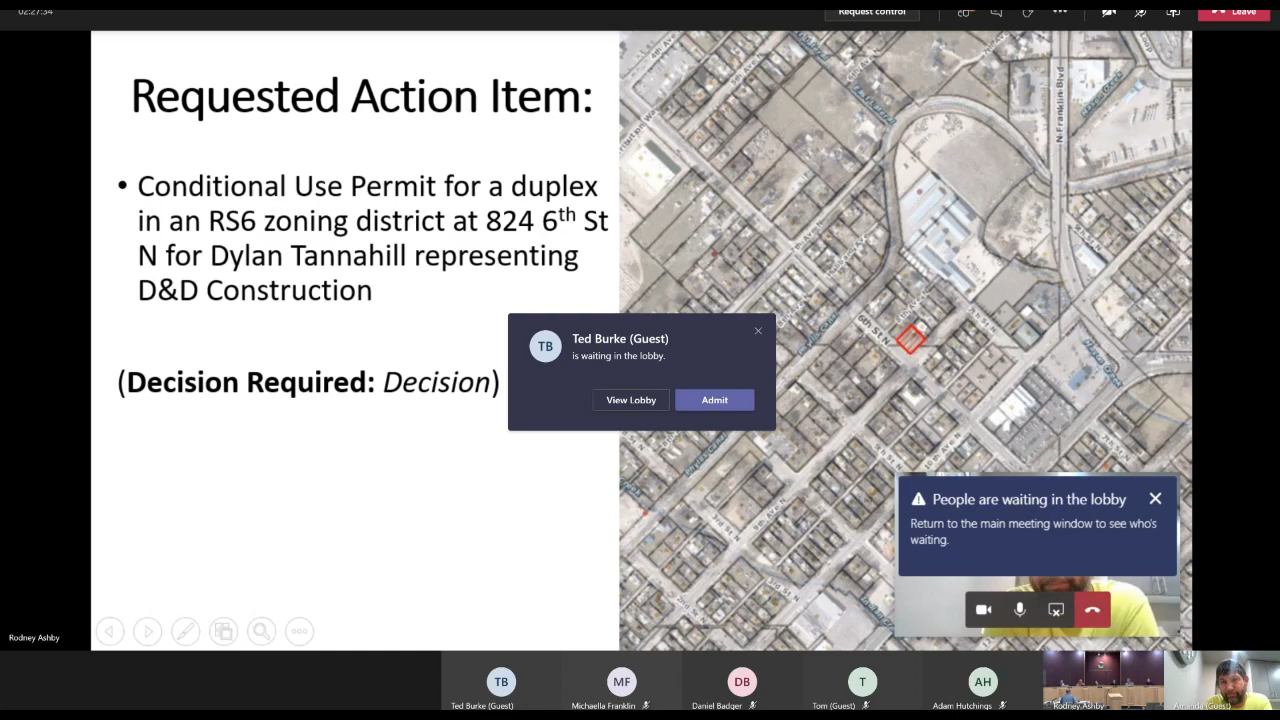 02:27:34
Request control
Leave
Requested Action Item:
• Conditional Use Permit for a duplex
in an RS6 zoning district at 824 6th St
N for Dylan Tannahill representing
D&D Construction
(Decision Required: Decision)
N Franklin Blvd
6th St N
TB
Ted Burke (Guest)
is waiting in the lobby.
View Lobby
Admit
People are waiting in the lobby
Return to the main meeting window to see who's
waiting.
Rodney Ashby
TB
MF
DB
T
AH
Ted Burke (Guest)
Michaella Franklin
Daniel Badger
Tom (Guest)
Adam Hutchings
Rodney Ashby
Amanda (Guest)